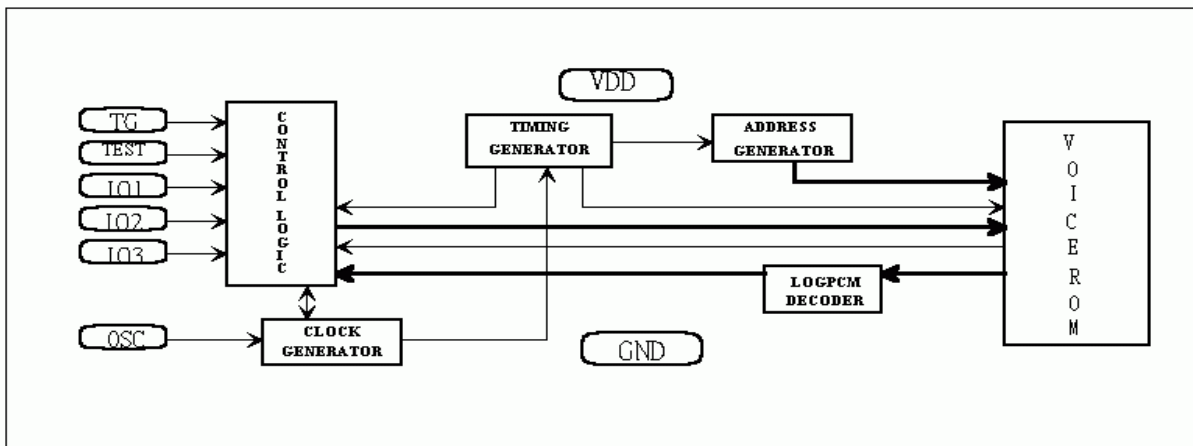 VDD
TG
TEST
IO1
IO2
IO3
OSC
CONTROL LOGIC
TIMING
GENERATOR
ADDRESS
GENERATOR
VOICE ROM
LOGPCM
DECODER
CLOCK
GENERATOR
GND